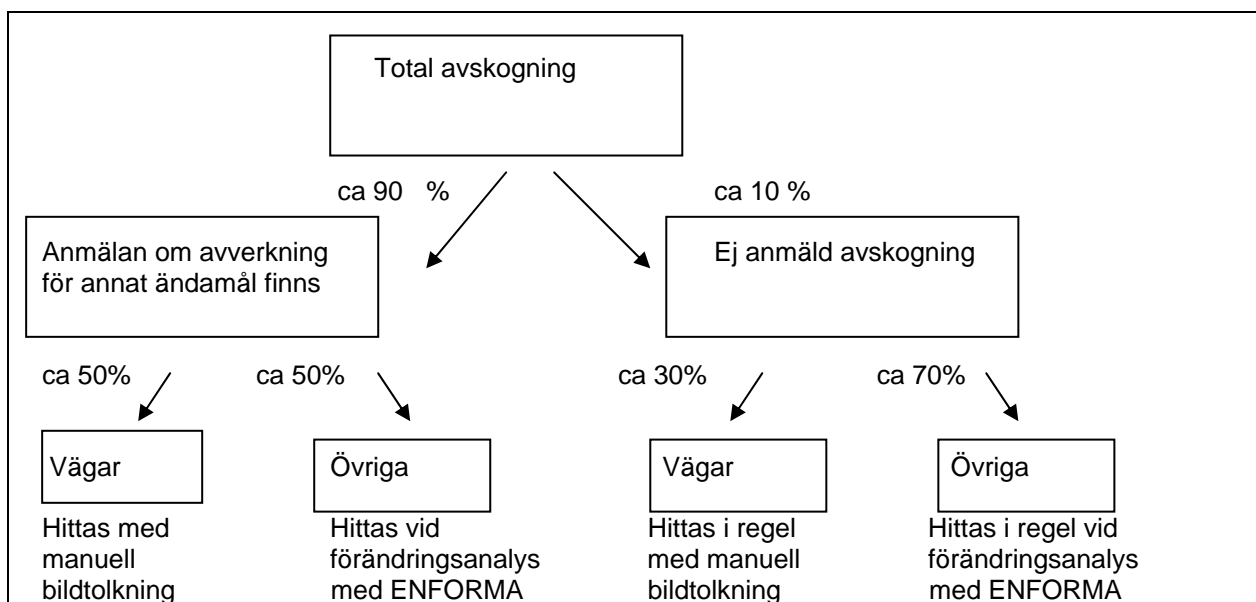 Total avskogning
ca 90 %
ca 10 %
Anmälan om avverkning
för annat ändamål finns
Ej anmäld avskogning
ca 50%
ca 50%
ca 30%
ca 70%
Vägar
Övriga
Vägar
Övriga
Hittas med
manuell
bildtolkning
Hittas vid
förändringsanalys
med ENFORMA
Hittas i regel
med manuell
bildtolkning
Hittas i regel vid
förändringsanalys
med ENFORMA